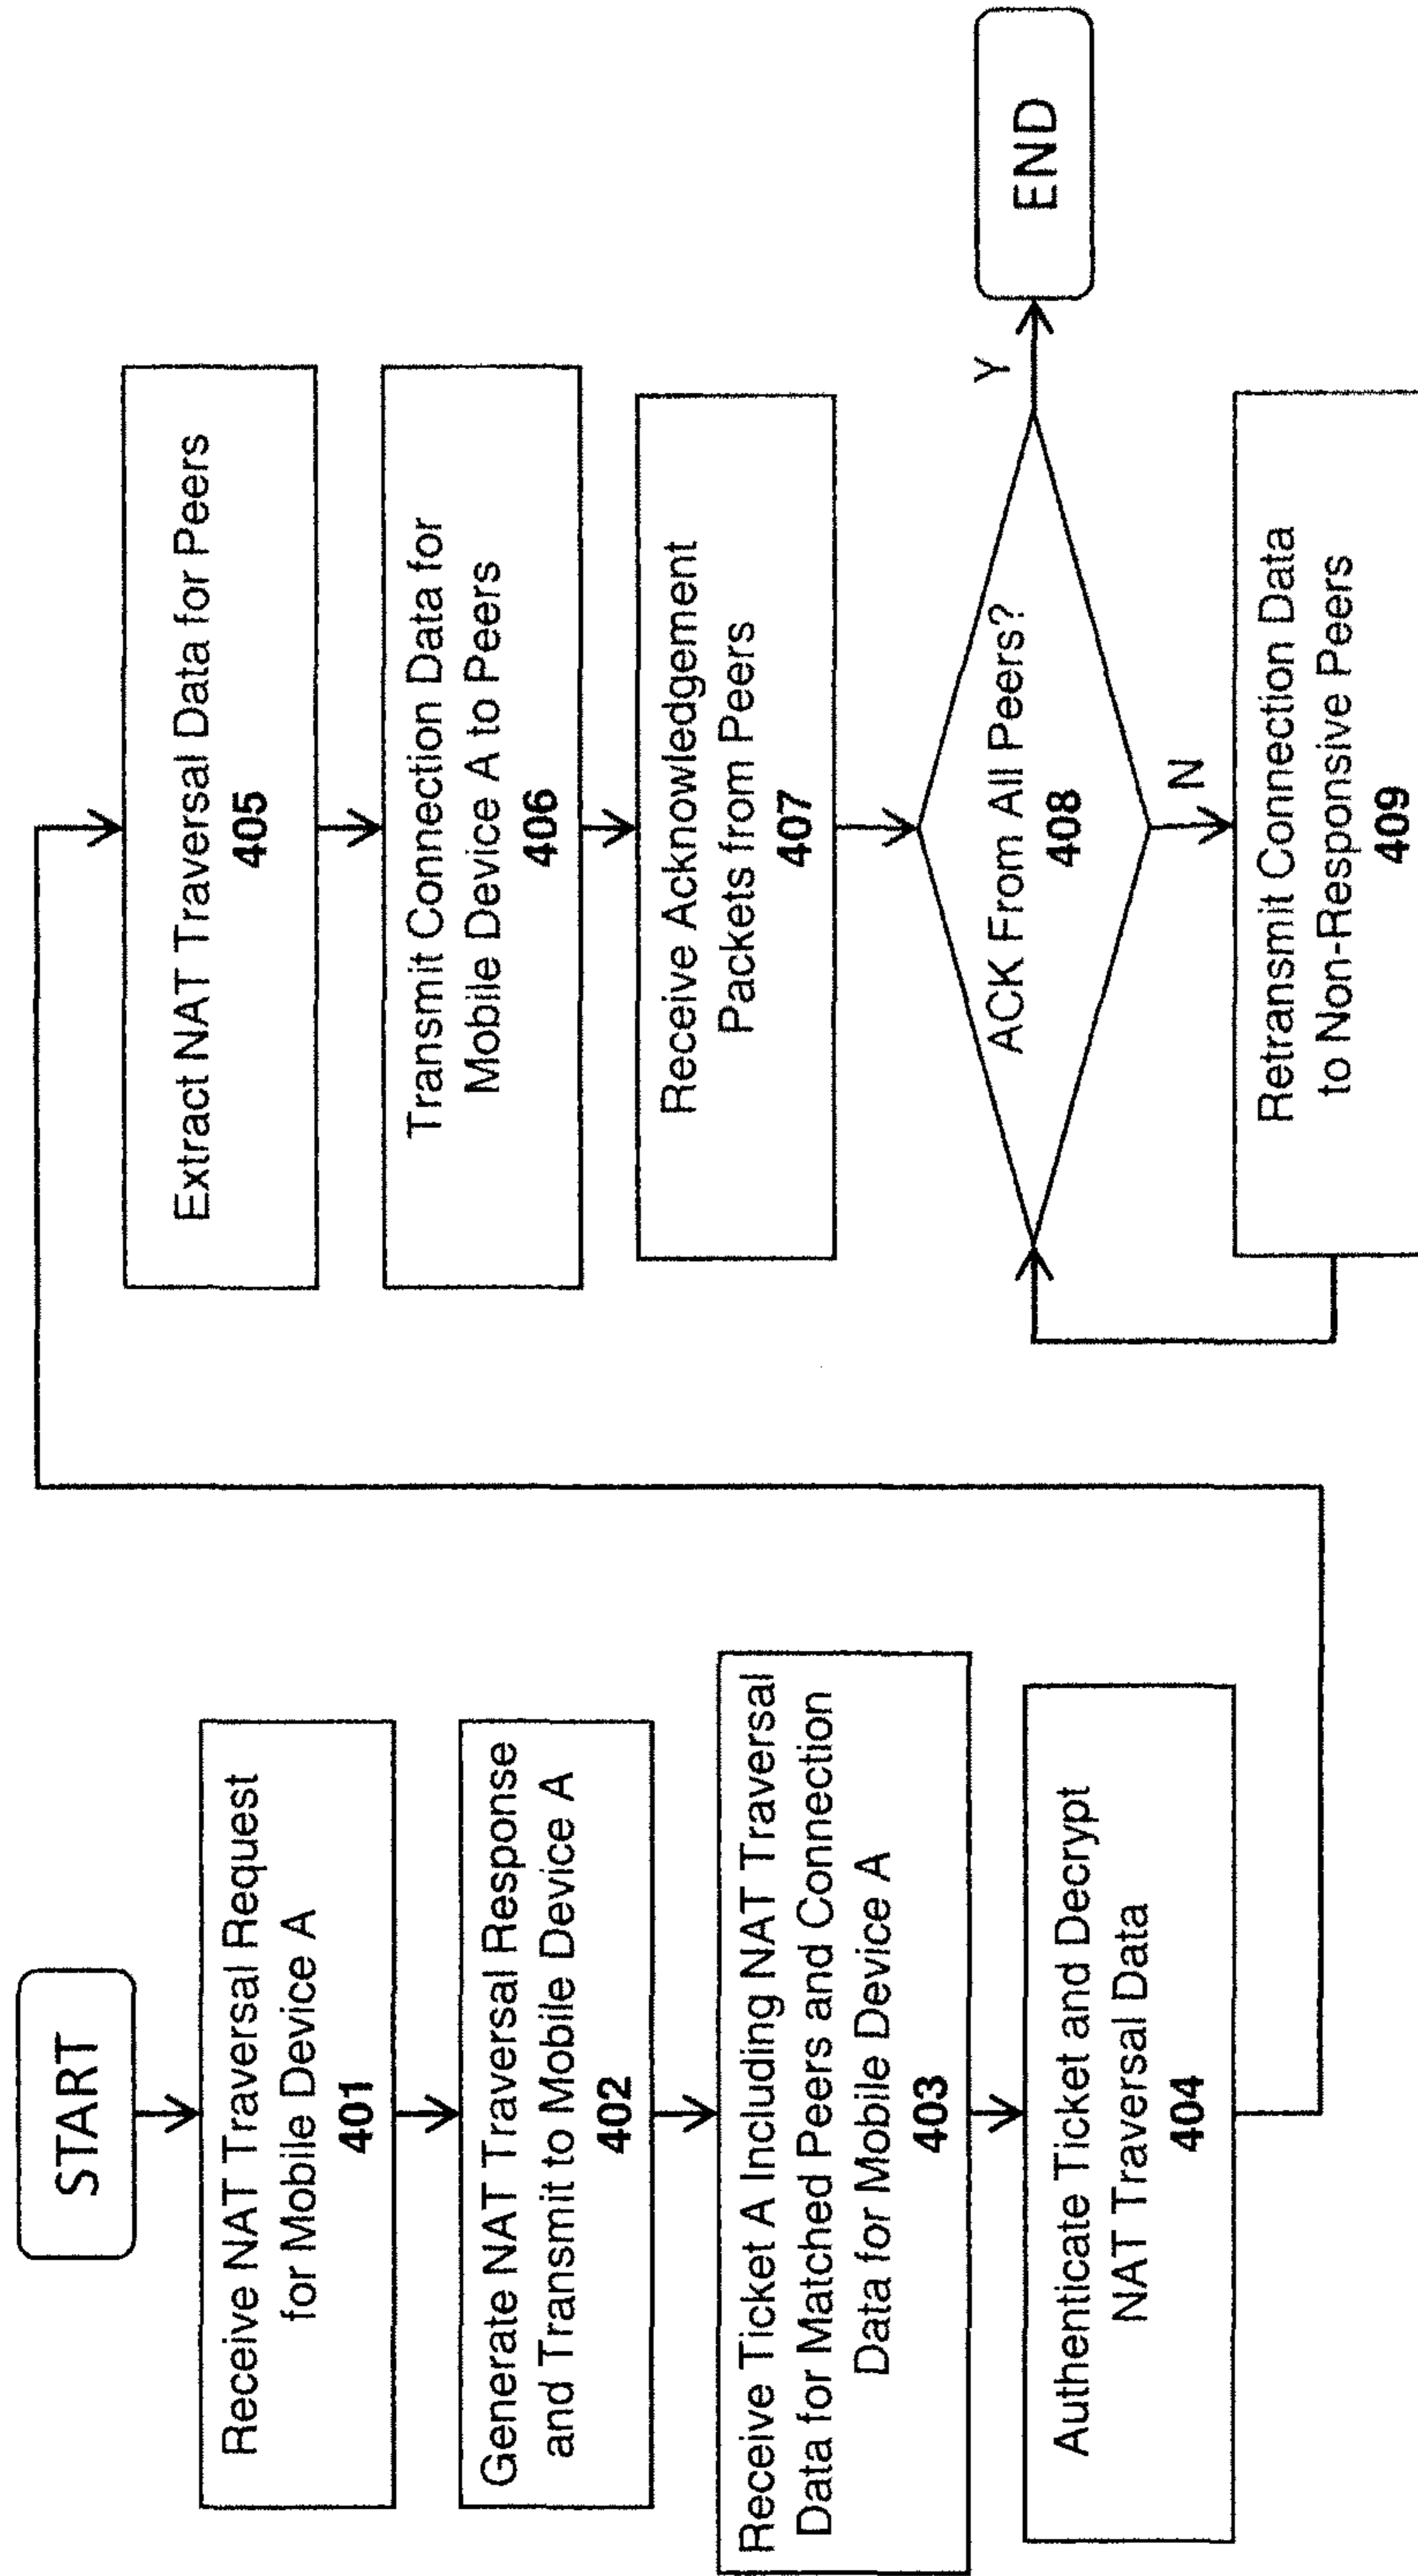 START
Receive NAT Traversal Request
for Mobile Device A
401
Generate NAT Traversal Response
and Transmit to Mobile Device A
402
Receive Ticket A Including NAT Traversal
Data for Matched Peers and Connection
Data for Mobile Device A
403
Authenticate Ticket and Decrypt
NAT Traversal Data
404
Extract NAT Traversal Data for Peers
405
Transmit Connection Data for
Mobile Device A to Peers
406
Receive Acknowledgement
Packets from Peers
407
ACK From All Peers?
408
Y
END
N
Retransmit Connection Data
to Non-Responsive Peers
409